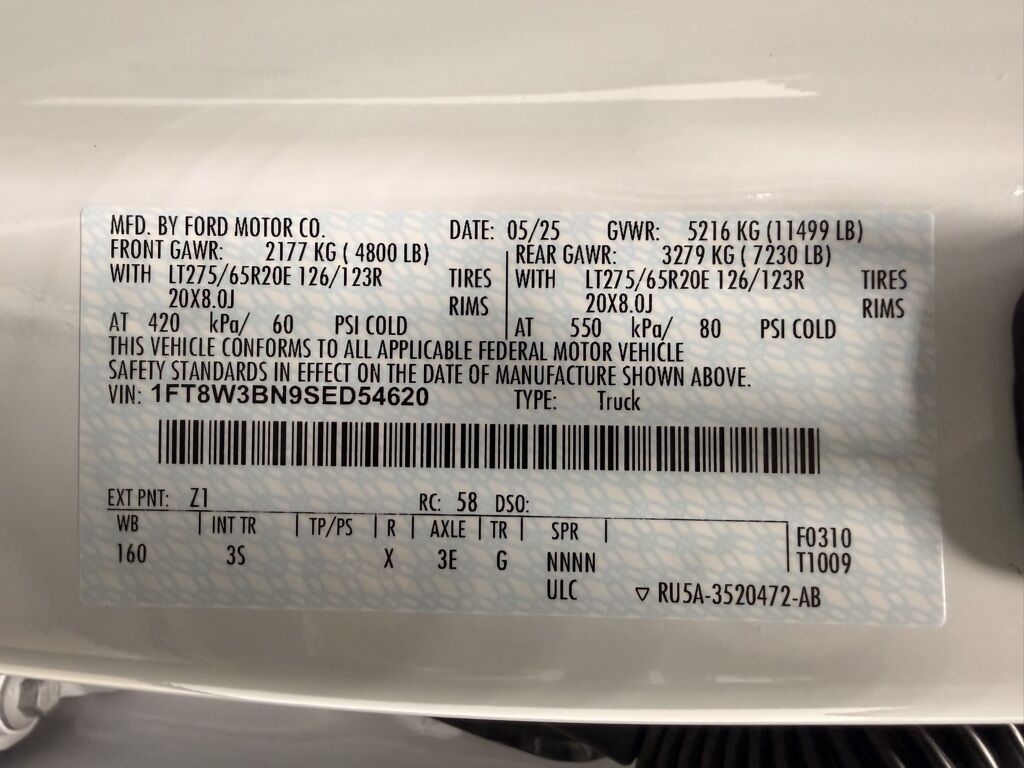 MFD. BY FORD MOTOR CO. DATE: 05/25 GVWR: 5216 KG (11499 LB)
FRONT GAWR: 2177 KG ( 4800 LB) REAR GAWR: 3279 KG ( 7230 LB)
WITH LT275/65R20E 126/123R TIRES WITH LT275/65R20E 126/123R TIRES
20X8.0J RIMS 20X8.0J RIMS
AT 420 kPa/ 60 PSI COLD AT 550 kPa/ 80 PSI COLD
THIS VEHICLE CONFORMS TO ALL APPLICABLE FEDERAL MOTOR VEHICLE
SAFETY STANDARDS IN EFFECT ON THE DATE OF MANUFACTURE SHOWN ABOVE.
VIN: 1FT8W3BN9SED54620 TYPE: Truck
EXT PNT: Z1 RC: 58 DSO:
WB INT TR TP/PS R AXLE TR SPR F0310
160 3S X 3E G NNNN T1009
ULC ▽ RU5A-3520472-AB